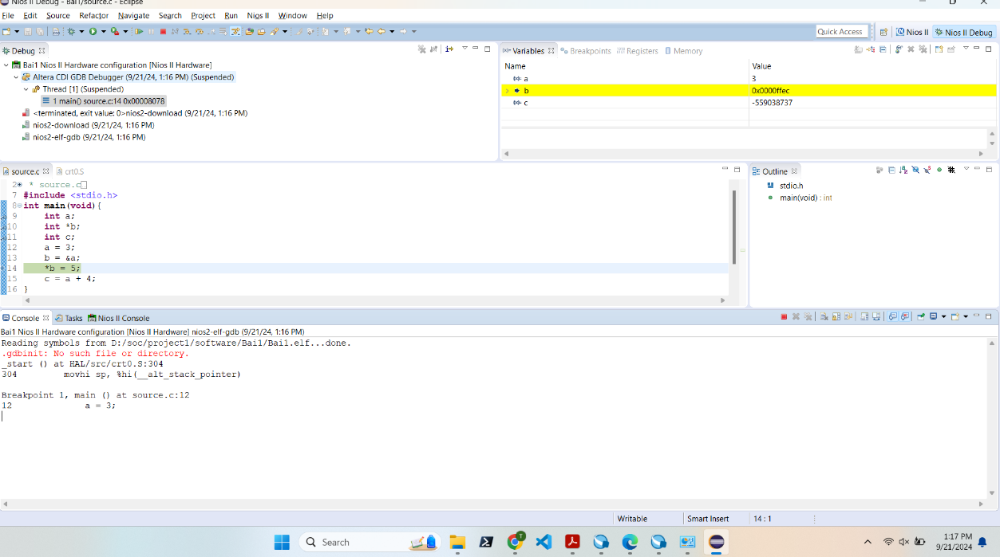 Nios II Debug - Bai1/source.c - Eclipse
File Edit Source Refactor Navigate Search Project Run Nios II Window Help
Quick Access Nios II Nios II Debug
Debug
Bai1 Nios II Hardware configuration [Nios II Hardware]
Altera CDI GDB Debugger (9/21/24, 1:16 PM) (Suspended)
Thread [1] (Suspended)
1 main() source.c:14 0x00008078
<terminated, exit value: 0>nios2-download (9/21/24, 1:16 PM)
nios2-download (9/21/24, 1:16 PM)
nios2-elf-gdb (9/21/24, 1:16 PM)
(x)= Variables Breakpoints Registers Memory
Name Value
(x)= a 3
b 0x0000ffec
(x)= c -559038737
source.c crt0.S
2 * source.c
7 #include <stdio.h>
8 int main(void){
9 int a;
10 int *b;
11 int c;
12 a = 3;
13 b = &a;
14 *b = 5;
15 c = a + 4;
16 }
Outline
stdio.h
main(void) : int
Console Tasks Nios II Console
Bai1 Nios II Hardware configuration [Nios II Hardware] nios2-elf-gdb (9/21/24, 1:16 PM)
Reading symbols from D:/soc/project1/software/Bai1/Bai1.elf...done.
.gdbinit: No such file or directory.
_start () at HAL/src/crt0.S:304
304 movhi sp, %hi(__alt_stack_pointer)
Breakpoint 1, main () at source.c:12
12 a = 3;
Writable Smart Insert 14 : 1
Search
T
1:17 PM
9/21/2024